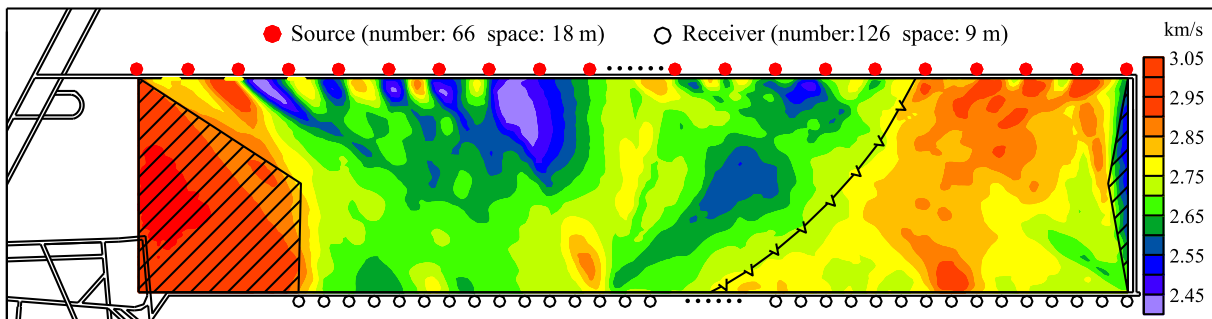 Source (number: 66 space: 18 m)
Receiver (number:126 space: 9 m)
km/s
3.05
2.95
2.85
2.75
2.65
2.55
2.45